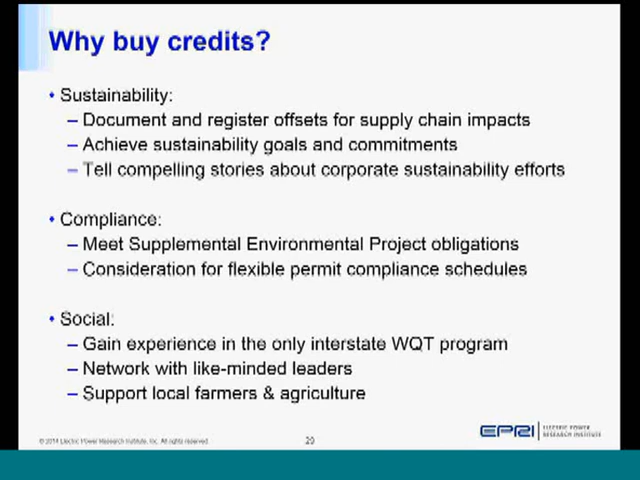 Why buy credits?
• Sustainability:
– Document and register offsets for supply chain impacts
– Achieve sustainability goals and commitments
– Tell compelling stories about corporate sustainability efforts
• Compliance:
– Meet Supplemental Environmental Project obligations
– Consideration for flexible permit compliance schedules
• Social:
– Gain experience in the only interstate WQT program
– Network with like-minded leaders
– Support local farmers & agriculture
© 2014 Electric Power Research Institute, Inc. All rights reserved.
29
EPRI
ELECTRIC POWER
RESEARCH INSTITUTE